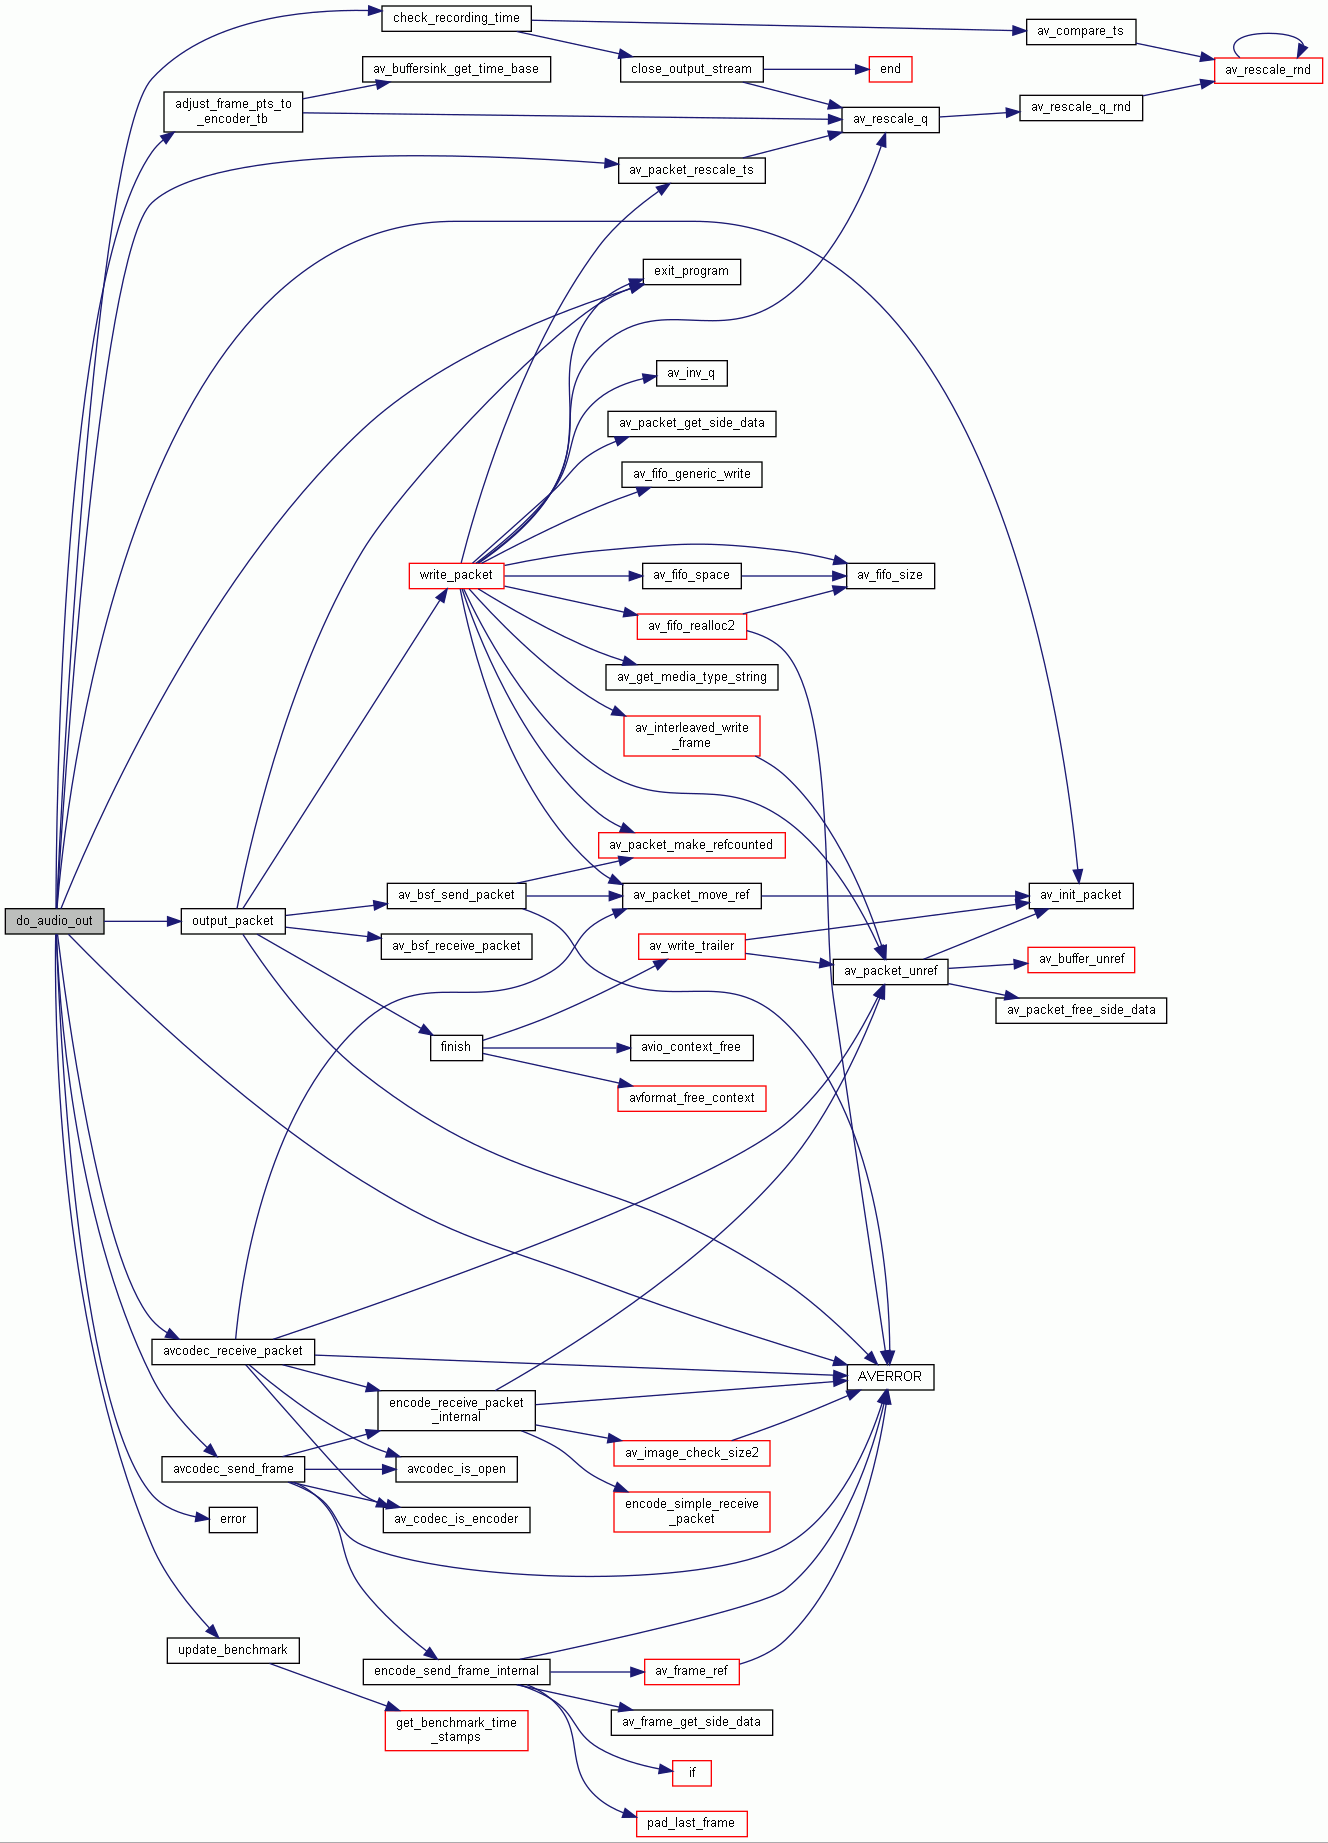 check_recording_time
av_compare_ts
av_buffersink_get_time_base
close_output_stream
end
av_rescale_rnd
adjust_frame_pts_to
_encoder_tb
av_rescale_q
av_rescale_q_rnd
av_packet_rescale_ts
exit_program
av_inv_q
av_packet_get_side_data
av_fifo_generic_write
write_packet
av_fifo_space
av_fifo_size
av_fifo_realloc2
av_get_media_type_string
av_interleaved_write
_frame
av_packet_make_refcounted
do_audio_out
output_packet
av_bsf_send_packet
av_packet_move_ref
av_init_packet
av_bsf_receive_packet
av_write_trailer
av_packet_unref
av_buffer_unref
av_packet_free_side_data
finish
avio_context_free
avformat_free_context
avcodec_receive_packet
AVERROR
encode_receive_packet
_internal
av_image_check_size2
avcodec_send_frame
avcodec_is_open
encode_simple_receive
_packet
error
av_codec_is_encoder
update_benchmark
encode_send_frame_internal
av_frame_ref
get_benchmark_time
_stamps
av_frame_get_side_data
if
pad_last_frame